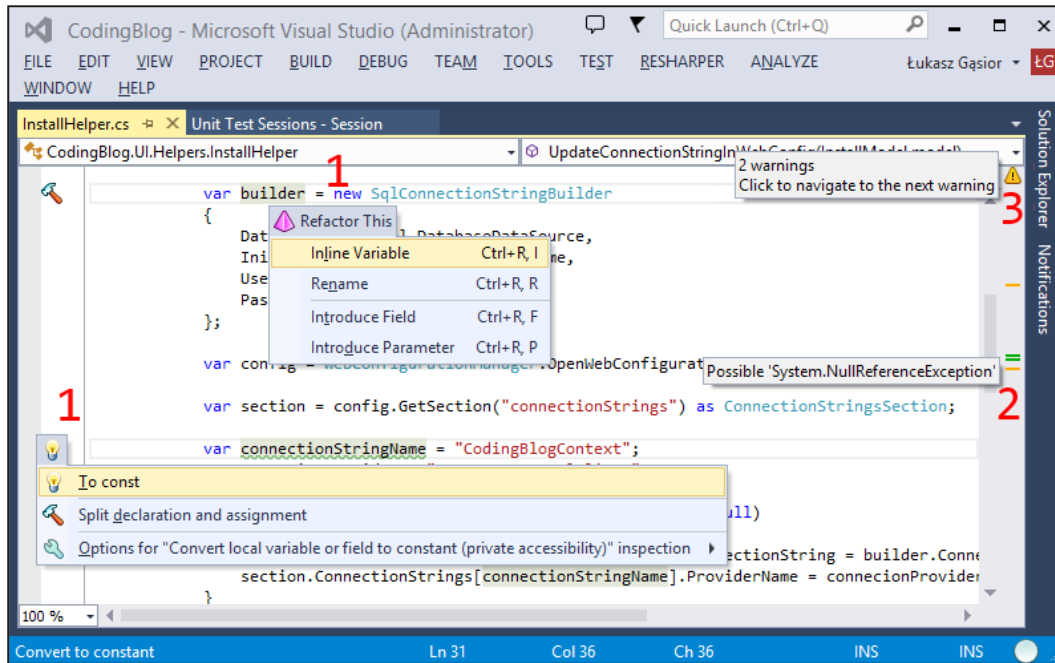 CodingBlog - Microsoft Visual Studio (Administrator)
Quick Launch (Ctrl+Q)
FILE EDIT VIEW PROJECT BUILD DEBUG TEAM TOOLS TEST RESHARPER ANALYZE Łukasz Gąsior ŁG
WINDOW HELP
InstallHelper.cs Unit Test Sessions - Session
CodingBlog.UI.Helpers.InstallHelper
2 warnings
Click to navigate to the next warning
Solution Explorer
Notifications
1
3
var builder = new SqlConnectionStringBuilder
{
Refactor This
Inline Variable Ctrl+R, I
Rename Ctrl+R, R
Introduce Field Ctrl+R, F
Introduce Parameter Ctrl+R, P
};
Possible 'System.NullReferenceException'
2
var section = config.GetSection("connectionStrings") as ConnectionStringsSection;
1
var connectionStringName = "CodingBlogContext";
To const
Split declaration and assignment
Options for "Convert local variable or field to constant (private accessibility)" inspection
section.ConnectionStrings[connectionStringName].ProviderName = connecionProvider
}
100 %
Convert to constant Ln 31 Col 36 Ch 36 INS INS